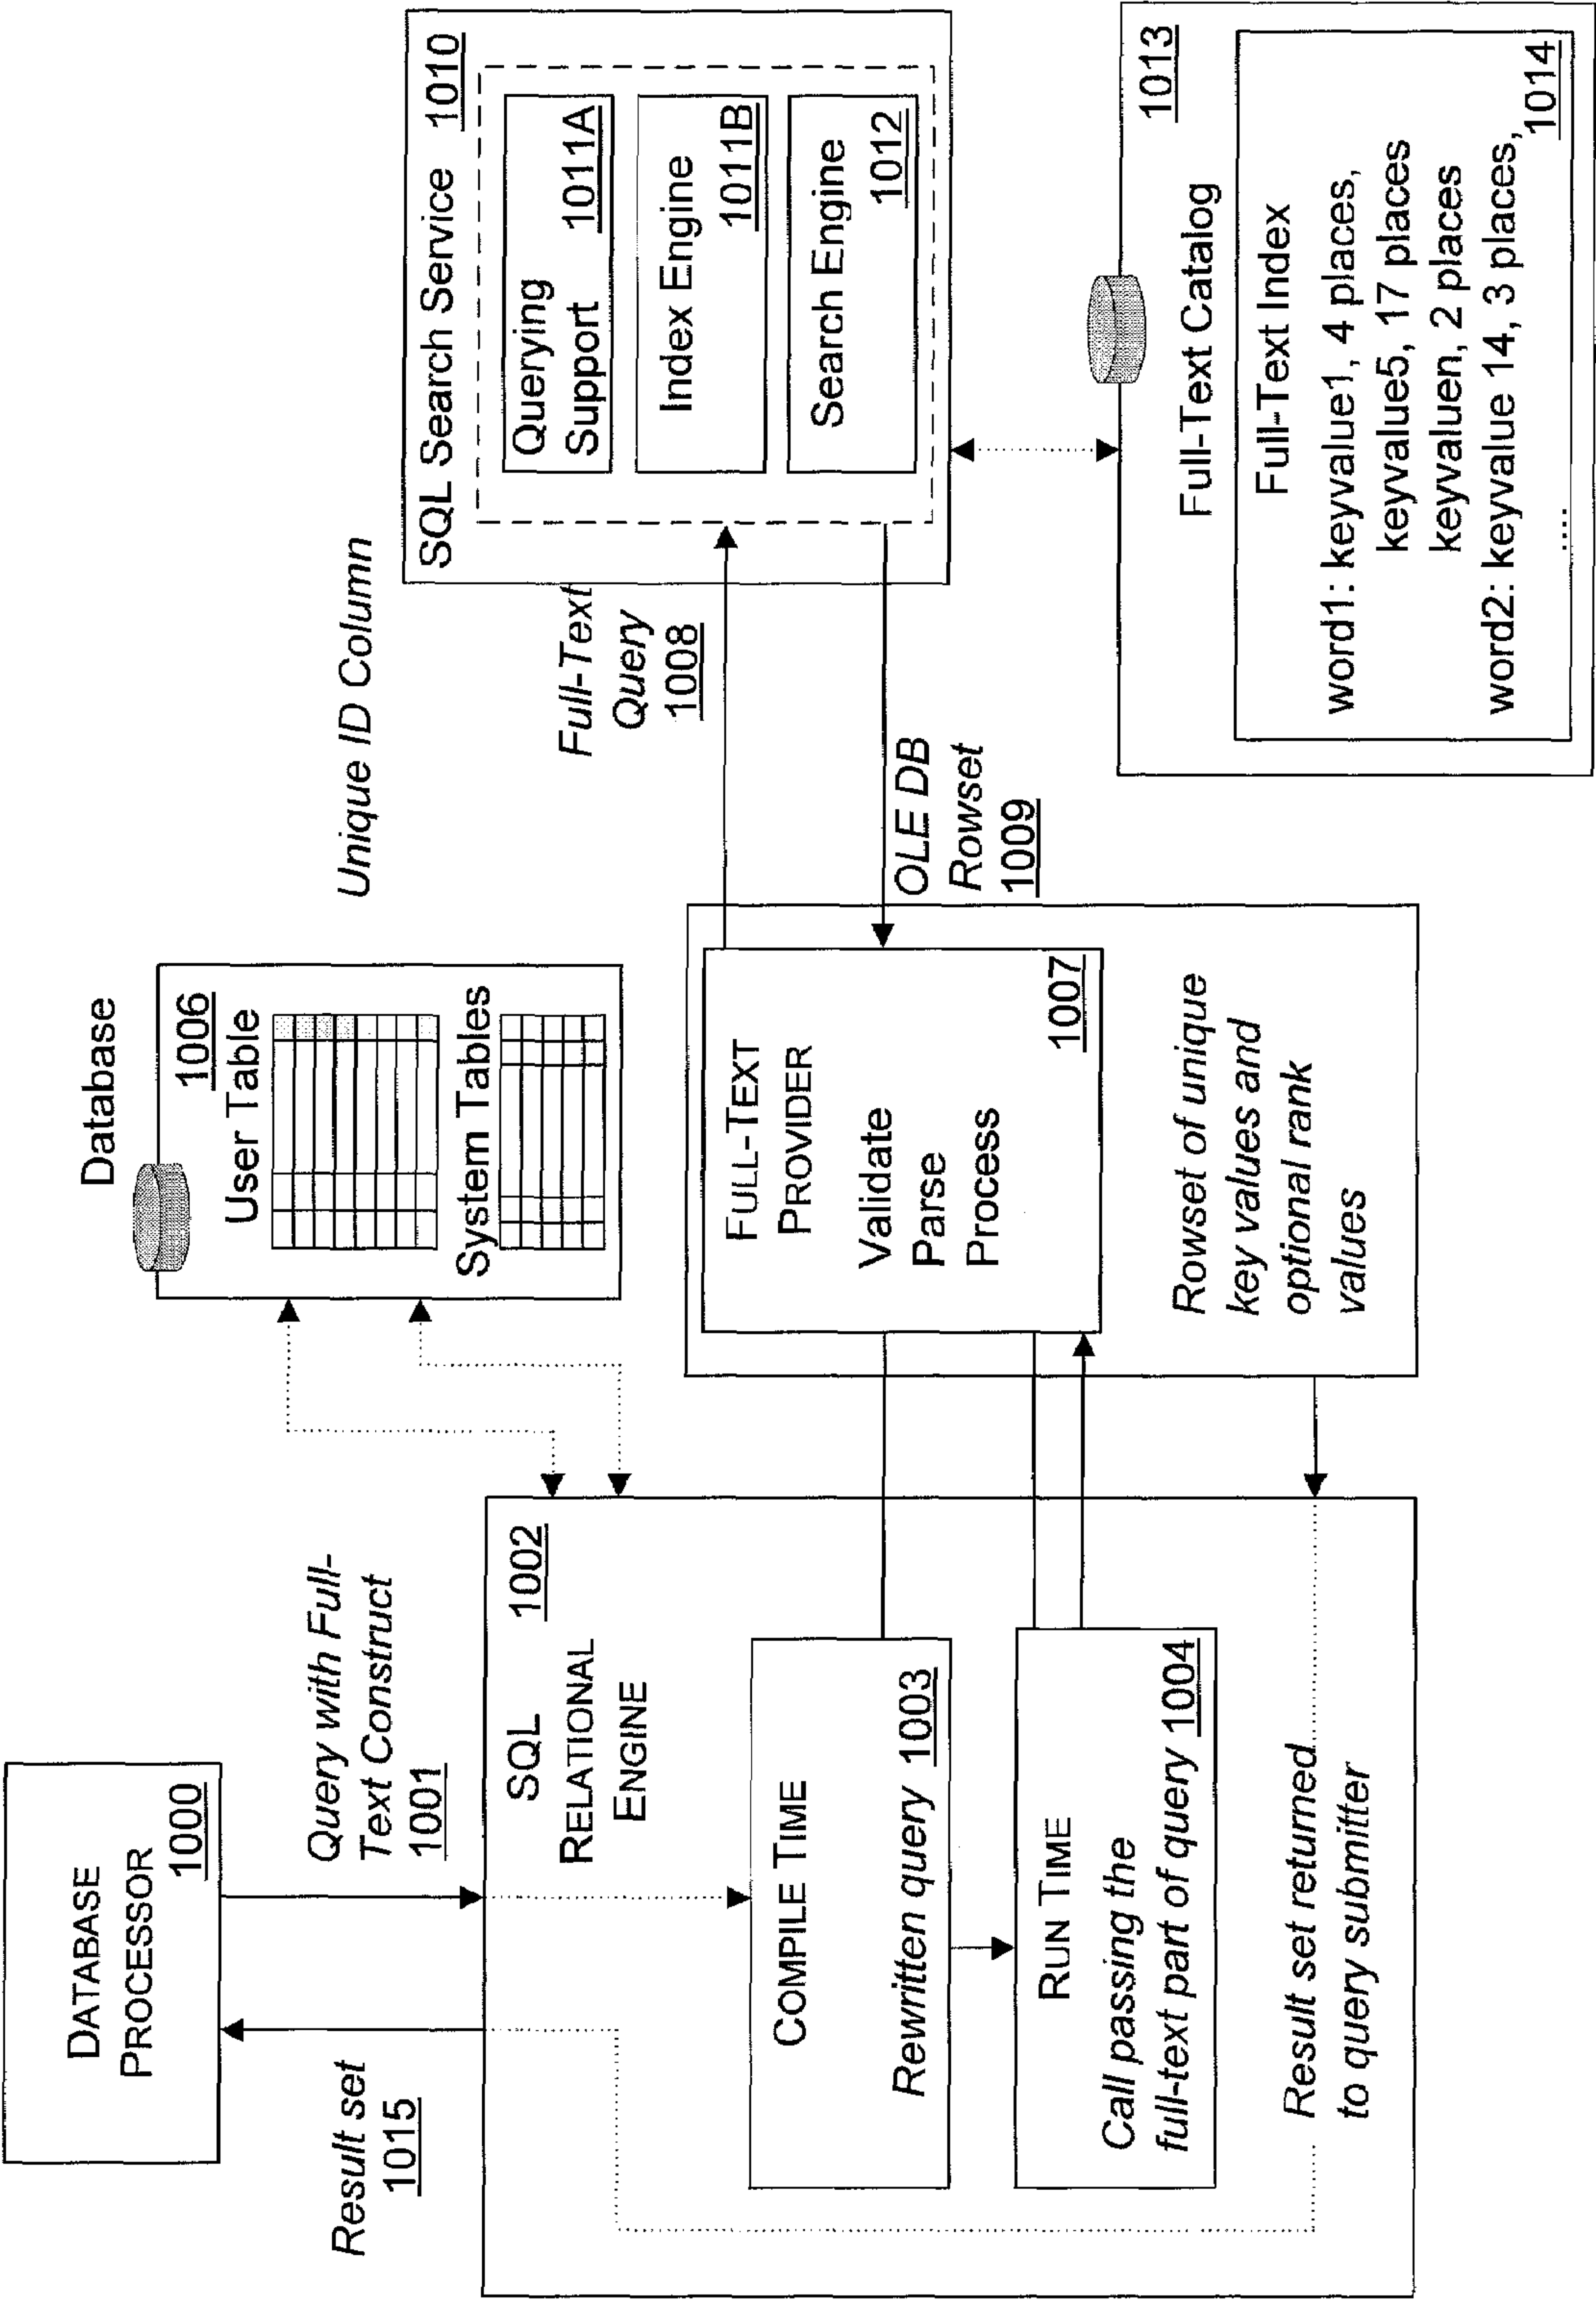 DATABASE
PROCESSOR
1000
Result set
1015
Query with Full-
Text Construct
1001
SQL
RELATIONAL
ENGINE
1002
COMPILE TIME
Rewritten query 1003
RUN TIME
Call passing the
full-text part of query 1004
Result set returned
to query submitter
Database
1006
User Table
System Tables
Unique ID Column
FULL-TEXT
PROVIDER
Validate
Parse
Process
1007
Rowset of unique
key values and
optional rank
values
Full-Text
Query
1008
OLE DB
Rowset
1009
SQL Search Service 1010
Querying
Support 1011A
Index Engine
1011B
Search Engine
1012
1013
Full-Text Catalog
Full-Text Index
word1: keyvalue1, 4 places,
keyvalue5, 17 places
keyvaluen, 2 places
word2: keyvalue 14, 3 places,
.... 1014